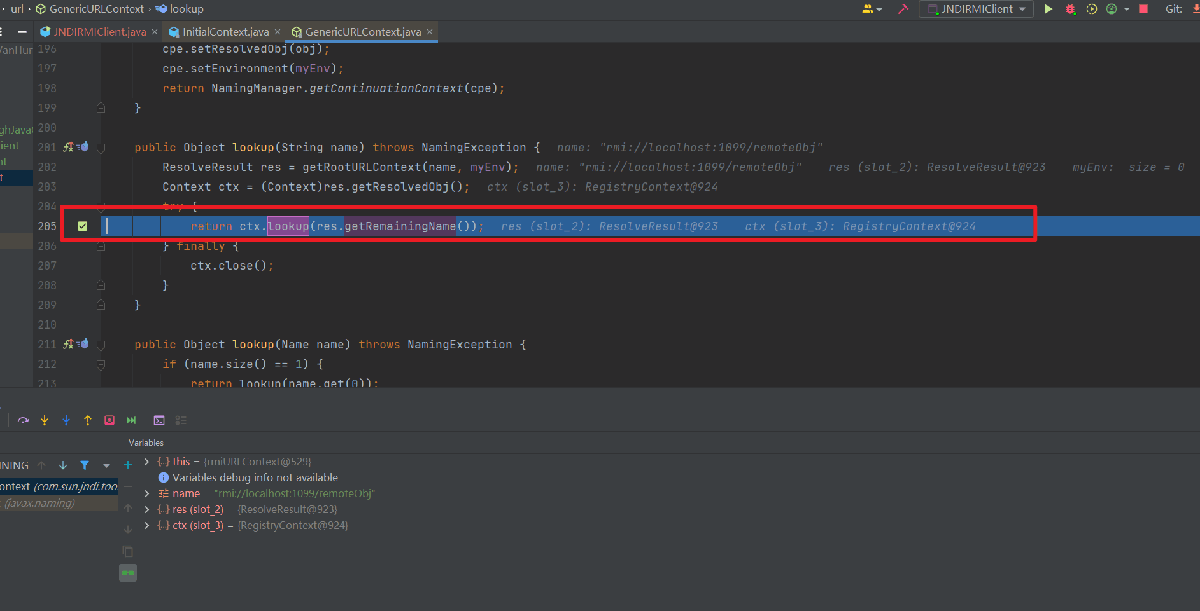 url › GenericURLContext › lookup JNDIRMIClient Git:
JNDIRMIClient.java × InitialContext.java × GenericURLContext.java ×
196 cpe.setResolvedObj(obj);
197 cpe.setEnvironment(myEnv);
198 return NamingManager.getContinuationContext(cpe);
199 }
200
201 public Object lookup(String name) throws NamingException { name: "rmi://localhost:1099/remoteObj"
202 ResolveResult res = getRootURLContext(name, myEnv); name: "rmi://localhost:1099/remoteObj" res (slot_2): ResolveResult@923 myEnv: size = 0
203 Context ctx = (Context)res.getResolvedObj(); ctx (slot_3): RegistryContext@924
204 try {
205 return ctx.lookup(res.getRemainingName()); res (slot_2): ResolveResult@923 ctx (slot_3): RegistryContext@924
206 } finally {
207 ctx.close();
208 }
209 }
210
211 public Object lookup(Name name) throws NamingException {
212 if (name.size() == 1) {
213 return lookup(name.get(0));
Variables
NING
this = {rmiURLContext@529}
Variables debug info not available
ontext (com.sun.jndi.too
name = "rmi://localhost:1099/remoteObj"
(javax.naming)
res (slot_2) = {ResolveResult@923}
ctx (slot_3) = {RegistryContext@924}